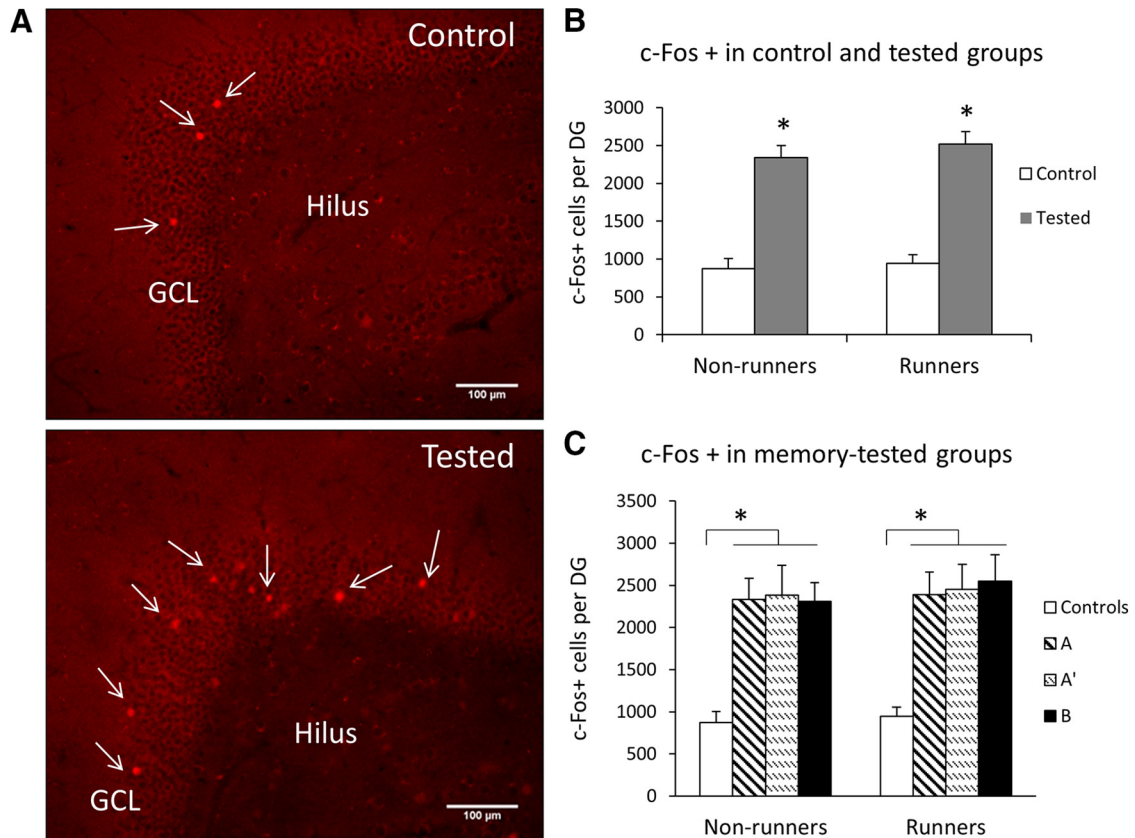 A
Control
Hilus
GCL
100 µm
Tested
Hilus
GCL
100 µm
B
c-Fos + in control and tested groups
c-Fos+ cells per DG
3000
2500
2000
1500
1000
500
0
*
*
Non-runners
Runners
Control
Tested
C
c-Fos + in memory-tested groups
c-Fos+ cells per DG
3500
3000
2500
2000
1500
1000
500
0
*
*
Non-runners
Runners
Controls
A
A'
B